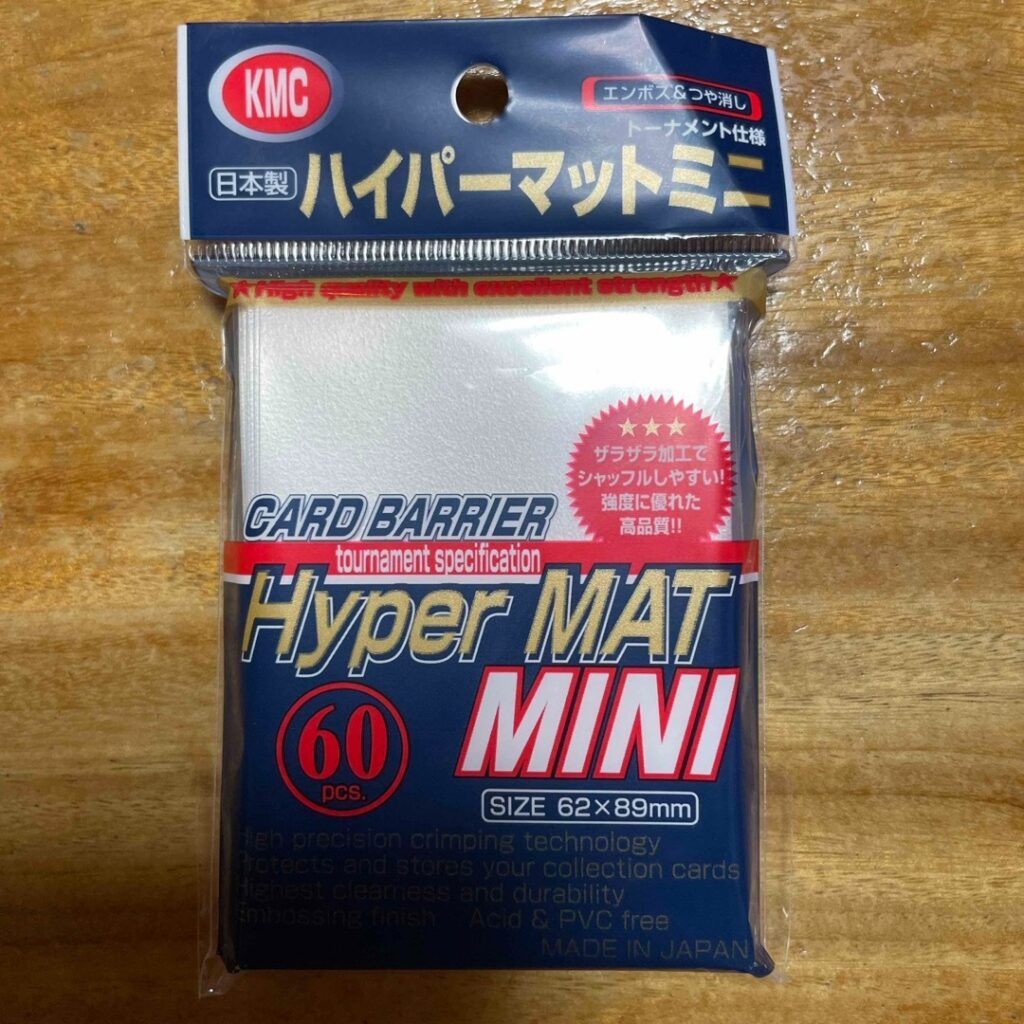 KMC
エンボス&つや消し
トーナメント仕様
日本製
ハイパーマットミニ
★High quality with excellent strength★
★★★
ザラザラ加工で
シャッフルしやすい!
強度に優れた
高品質!!
CARD BARRIER
tournament specification
Hyper MAT
MINI
60
pcs.
SIZE 62×89mm
High precision crimping technology
Protects and stores your collection cards
Highest clearness and durability
Embossing finish Acid & PVC free
MADE IN JAPAN